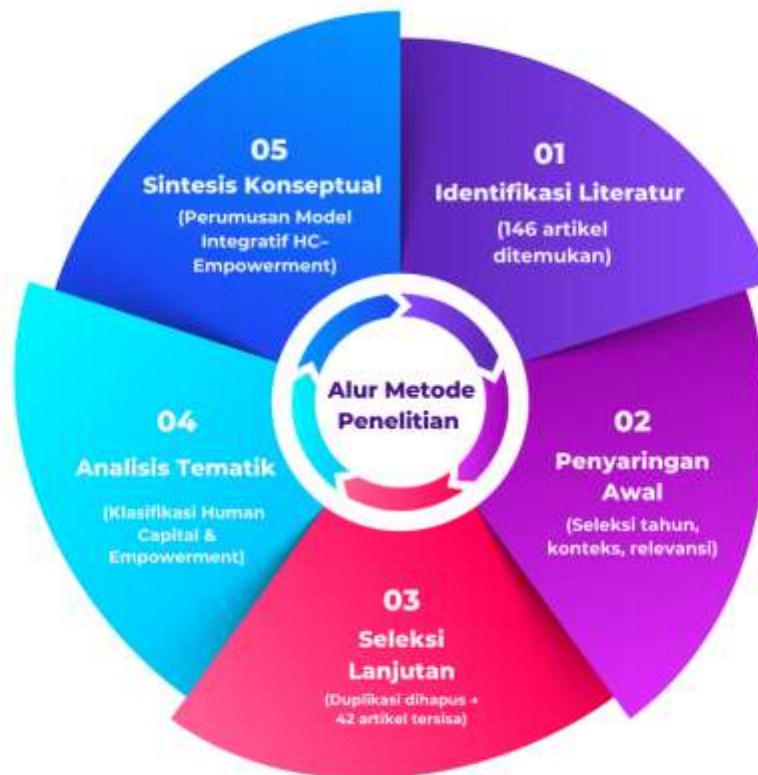 Alur Metode
Penelitian
01
Identifikasi Literatur
(146 artikel
ditemukan)
02
Penyaringan
Awal
(Seleksi tahun,
konteks, relevansi)
03
Seleksi
Lanjutan
(Duplikasi dihapus →
42 artikel tersisa)
04
Analisis Tematik
(Klasifikasi Human
Capital &
Empowerment)
05
Sintesis Konseptual
(Perumusan Model
Integratif HC–
Empowerment)